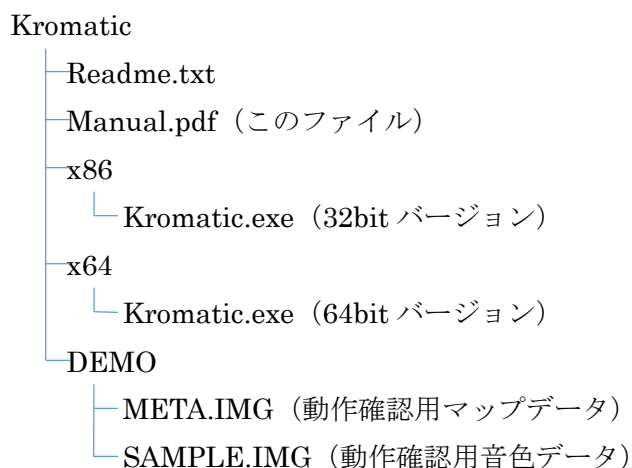 Kromatic
Readme.txt
Manual.pdf（このファイル）
x86
Kromatic.exe（32bit バージョン）
x64
Kromatic.exe（64bit バージョン）
DEMO
META.IMG（動作確認用マップデータ）
SAMPLE.IMG（動作確認用音色データ）